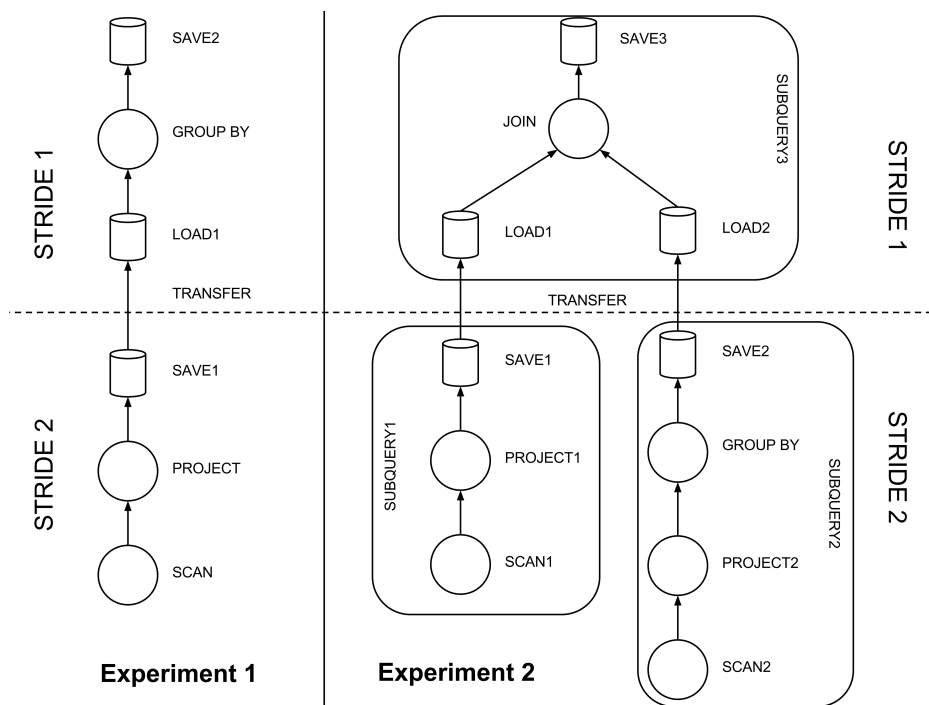 SAVE2
GROUP BY
STRIDE 1
LOAD1
TRANSFER
SAVE1
STRIDE 2
PROJECT
SCAN
Experiment 1
SAVE3
JOIN
SUBQUERY3
STRIDE 1
LOAD1
LOAD2
TRANSFER
SAVE1
SUBQUERY1
PROJECT1
SCAN1
SAVE2
GROUP BY
SUBQUERY2
STRIDE 2
PROJECT2
SCAN2
Experiment 2